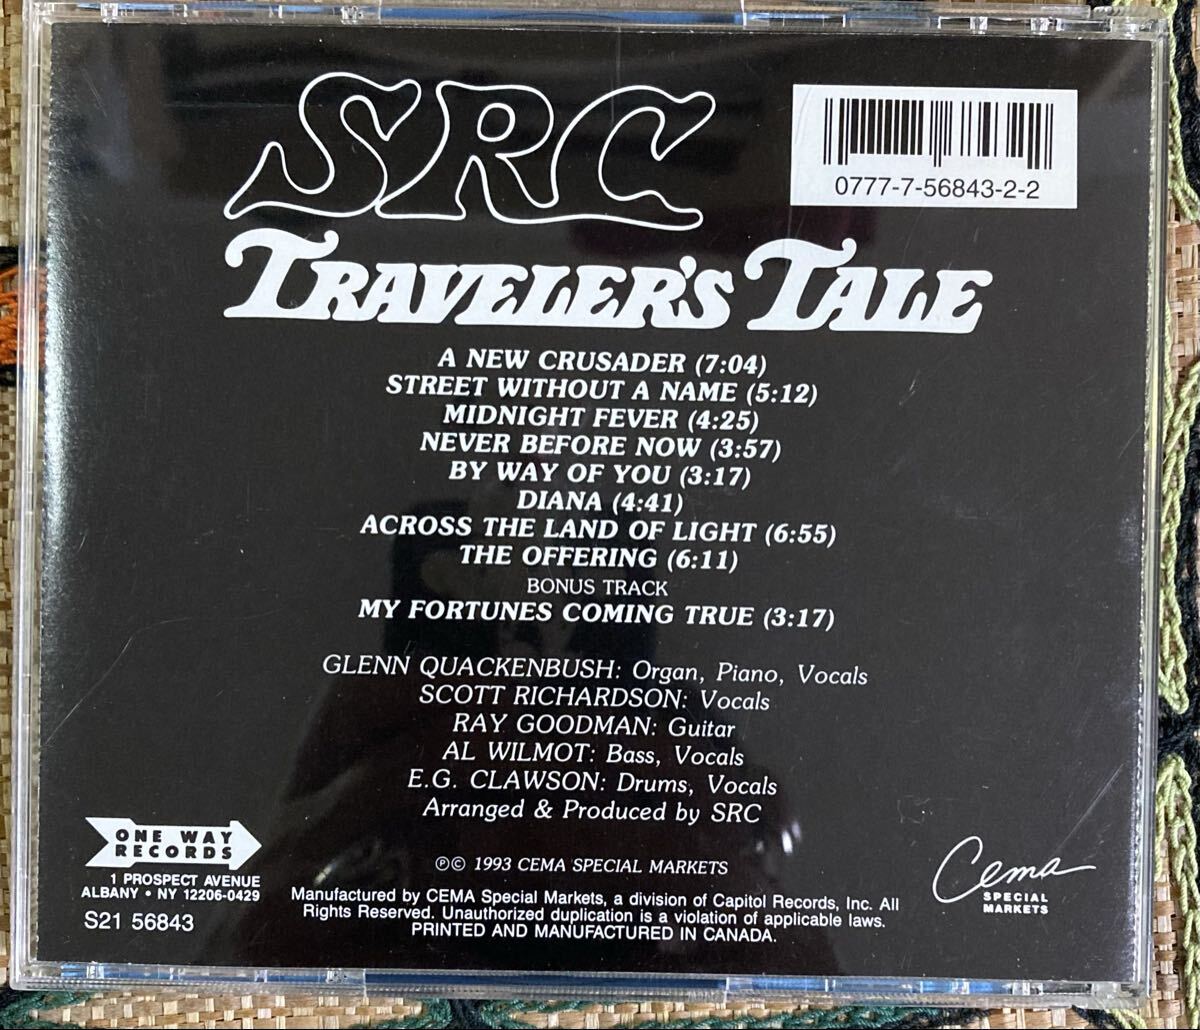 SRC
0777-7-56843-2-2
TRAVELER'S TALE
A NEW CRUSADER (7:04)
STREET WITHOUT A NAME (5:12)
MIDNIGHT FEVER (4:25)
NEVER BEFORE NOW (3:57)
BY WAY OF YOU (3:17)
DIANA (4:41)
ACROSS THE LAND OF LIGHT (6:55)
THE OFFERING (6:11)
BONUS TRACK
MY FORTUNES COMING TRUE (3:17)
GLENN QUACKENBUSH: Organ, Piano, Vocals
SCOTT RICHARDSON: Vocals
RAY GOODMAN: Guitar
AL WILMOT: Bass, Vocals
E.G. CLAWSON: Drums, Vocals
Arranged & Produced by SRC
ONE WAY
RECORDS
1 PROSPECT AVENUE
ALBANY • NY 12206-0429
S21 56843
℗© 1993 CEMA SPECIAL MARKETS
Manufactured by CEMA Special Markets, a division of Capitol Records, Inc. All
Rights Reserved. Unauthorized duplication is a violation of applicable laws.
PRINTED AND MANUFACTURED IN CANADA.
Cema
SPECIAL
MARKETS